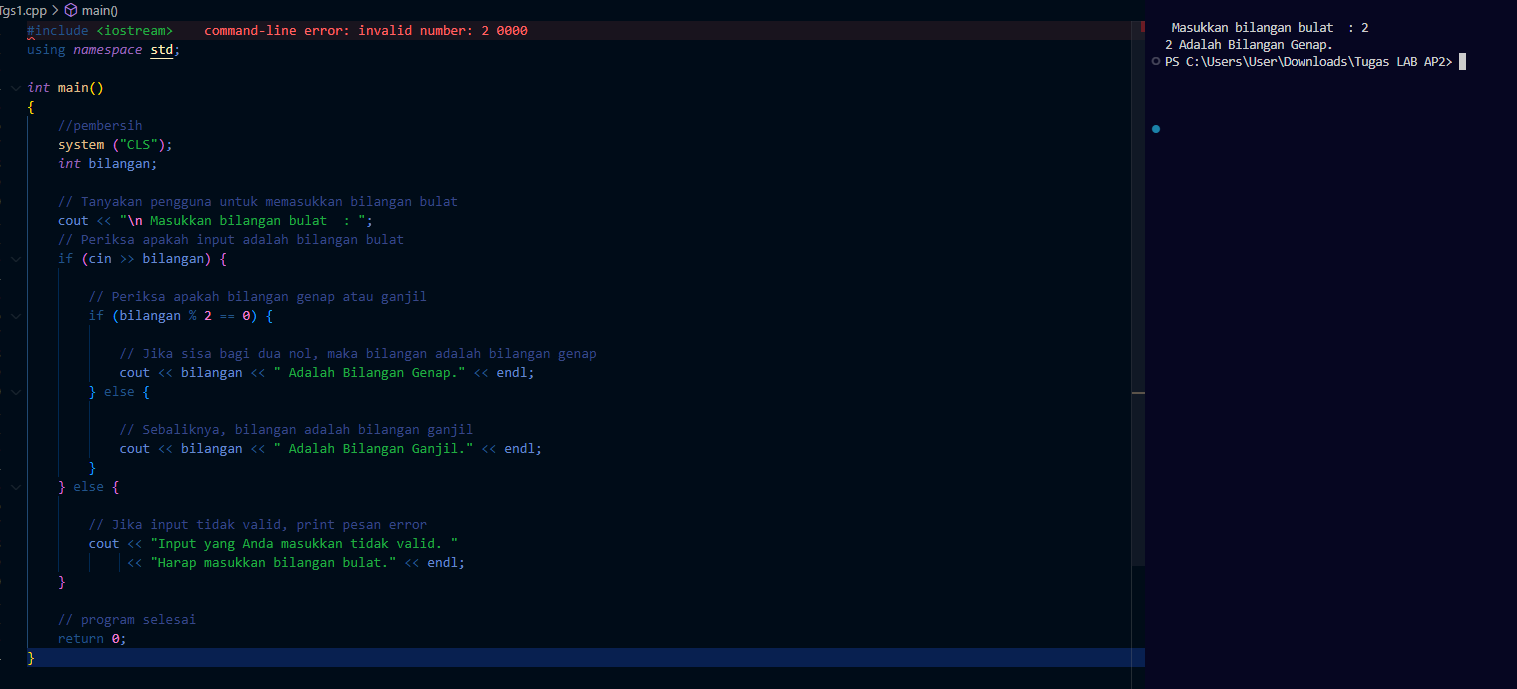 Tgs1.cpp > main()
#include <iostream>    command-line error: invalid number: 2 0000
using namespace std;
int main()
{
    //pembersih
    system ("CLS");
    int bilangan;
    // Tanyakan pengguna untuk memasukkan bilangan bulat
    cout << "\n Masukkan bilangan bulat  : ";
    // Periksa apakah input adalah bilangan bulat
    if (cin >> bilangan) {
        // Periksa apakah bilangan genap atau ganjil
        if (bilangan % 2 == 0) {
            // Jika sisa bagi dua nol, maka bilangan adalah bilangan genap
            cout << bilangan << " Adalah Bilangan Genap." << endl;
        } else {
            // Sebaliknya, bilangan adalah bilangan ganjil
            cout << bilangan << " Adalah Bilangan Ganjil." << endl;
        }
    } else {
        // Jika input tidak valid, print pesan error
        cout << "Input yang Anda masukkan tidak valid. "
             << "Harap masukkan bilangan bulat." << endl;
    }
    // program selesai
    return 0;
}
Masukkan bilangan bulat  : 2
2 Adalah Bilangan Genap.
PS C:\Users\User\Downloads\Tugas LAB AP2>